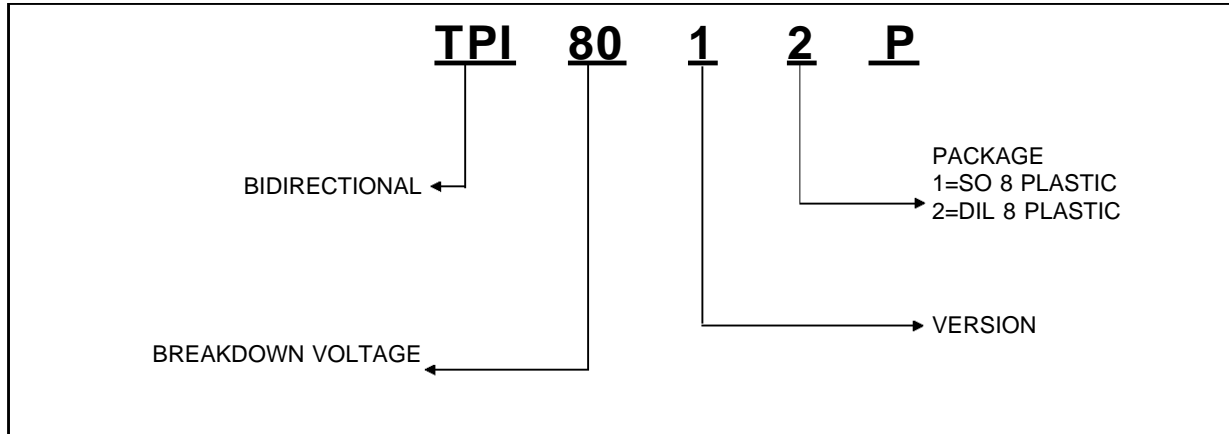 TPI 80 1 2 P
PACKAGE
1=SO 8 PLASTIC
2=DIL 8 PLASTIC
BIDIRECTIONAL
VERSION
BREAKDOWN VOLTAGE